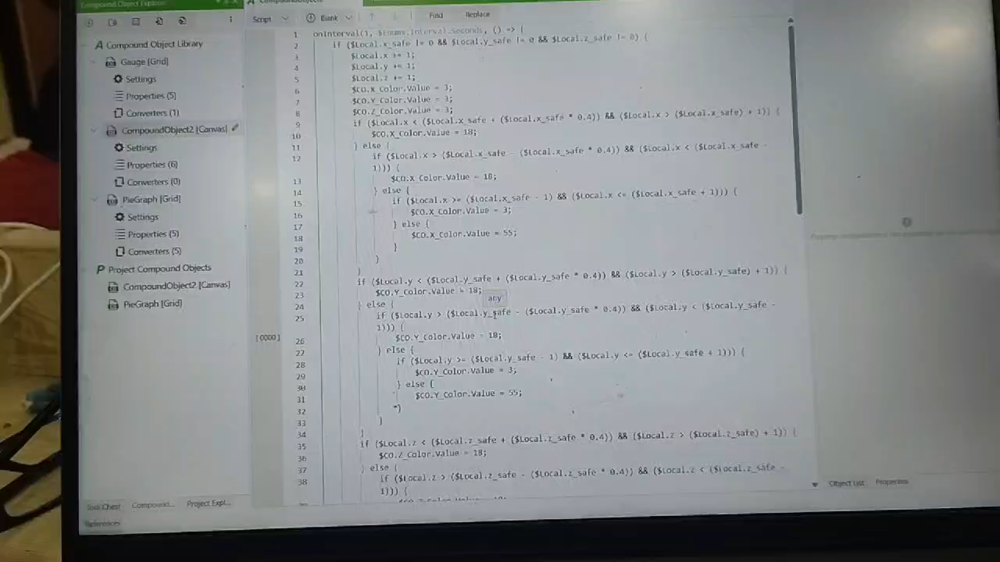 Compound Object Explorer
Script
Blank
Find
Replace
Compound Object Library
Gauge [Grid]
Settings
Properties (5)
Converters (1)
CompoundObject2 [Canvas]
Settings
Properties (6)
Converters (0)
PieGraph [Grid]
Settings
Properties (5)
Converters (5)
Project Compound Objects
CompoundObject2 [Canvas]
PieGraph [Grid]
Tool Chest
Compound...
Project Expl...
References
[0000]
1 onInterval(1, $Enums.Interval.Seconds, () => {
2 if ($Local.x_safe != 0 && $Local.y_safe != 0 && $Local.z_safe != 0) {
3 $Local.x += 1;
4 $Local.y += 1;
5 $Local.z += 1;
6 $CO.X_Color.Value = 3;
7 $CO.Y_Color.Value = 3;
8 $CO.Z_Color.Value = 3;
9 if ($Local.x < ($Local.x_safe + ($Local.x_safe * 0.4)) && ($Local.x > ($Local.x_safe) + 1)) {
10 $CO.X_Color.Value = 18;
11 } else {
12 if ($Local.x > ($Local.x_safe - ($Local.x_safe * 0.4)) && ($Local.x < ($Local.x_safe -
1))) {
13 $CO.X_Color.Value = 18;
14 } else {
15 if ($Local.x >= ($Local.x_safe - 1) && ($Local.x <= ($Local.x_safe + 1))) {
16 $CO.X_Color.Value = 3;
17 } else {
18 $CO.X_Color.Value = 55;
19 }
20 }
21 }
22 if ($Local.y < ($Local.y_safe + ($Local.y_safe * 0.4)) && ($Local.y > ($Local.y_safe) + 1)) {
23 $CO.Y_Color.Value = 18;
any
24 } else {
25 if ($Local.y > ($Local.y_safe - ($Local.y_safe * 0.4)) && ($Local.y < ($Local.y_safe -
1))) {
26 $CO.Y_Color.Value = 18;
27 } else {
28 if ($Local.y >= ($Local.y_safe - 1) && ($Local.y <= ($Local.y_safe + 1))) {
29 $CO.Y_Color.Value = 3;
30 } else {
31 $CO.Y_Color.Value = 55;
32 }
33 }
34 }
35 if ($Local.z < ($Local.z_safe + ($Local.z_safe * 0.4)) && ($Local.z > ($Local.z_safe) + 1)) {
36 $CO.Z_Color.Value = 18;
37 } else {
38 if ($Local.z > ($Local.z_safe - ($Local.z_safe * 0.4)) && ($Local.z < ($Local.z_safe -
1))) {
Object List
Properties